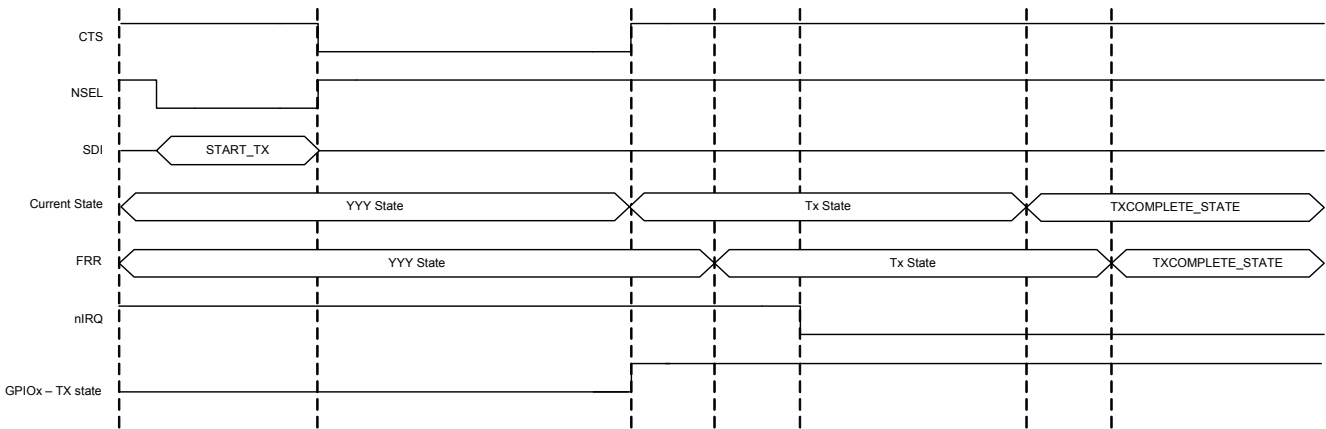 CTS
NSEL
SDI
START_TX
Current State
YYY State
Tx State
TXCOMPLETE_STATE
FRR
YYY State
Tx State
TXCOMPLETE_STATE
nIRQ
GPIOx – TX state